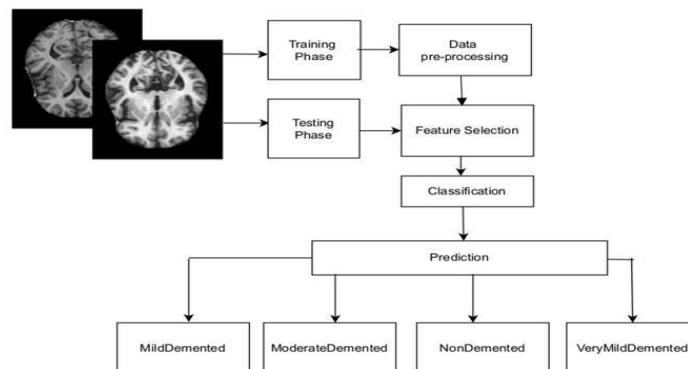 Training
Phase
Data
pre-processing
Testing
Phase
Feature Selection
Classification
Prediction
MildDemented
ModerateDemented
NonDemented
VeryMildDemented